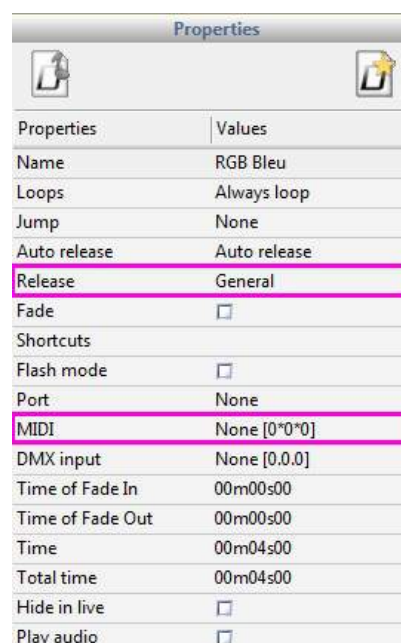 Properties
Properties Values
Name RGB Bleu
Loops Always loop
Jump None
Auto release Auto release
Release General
Fade
Shortcuts
Flash mode
Port None
MIDI None [0*0*0]
DMX input None [0.0.0]
Time of Fade In 00m00s00
Time of Fade Out 00m00s00
Time 00m04s00
Total time 00m04s00
Hide in live
Play audio